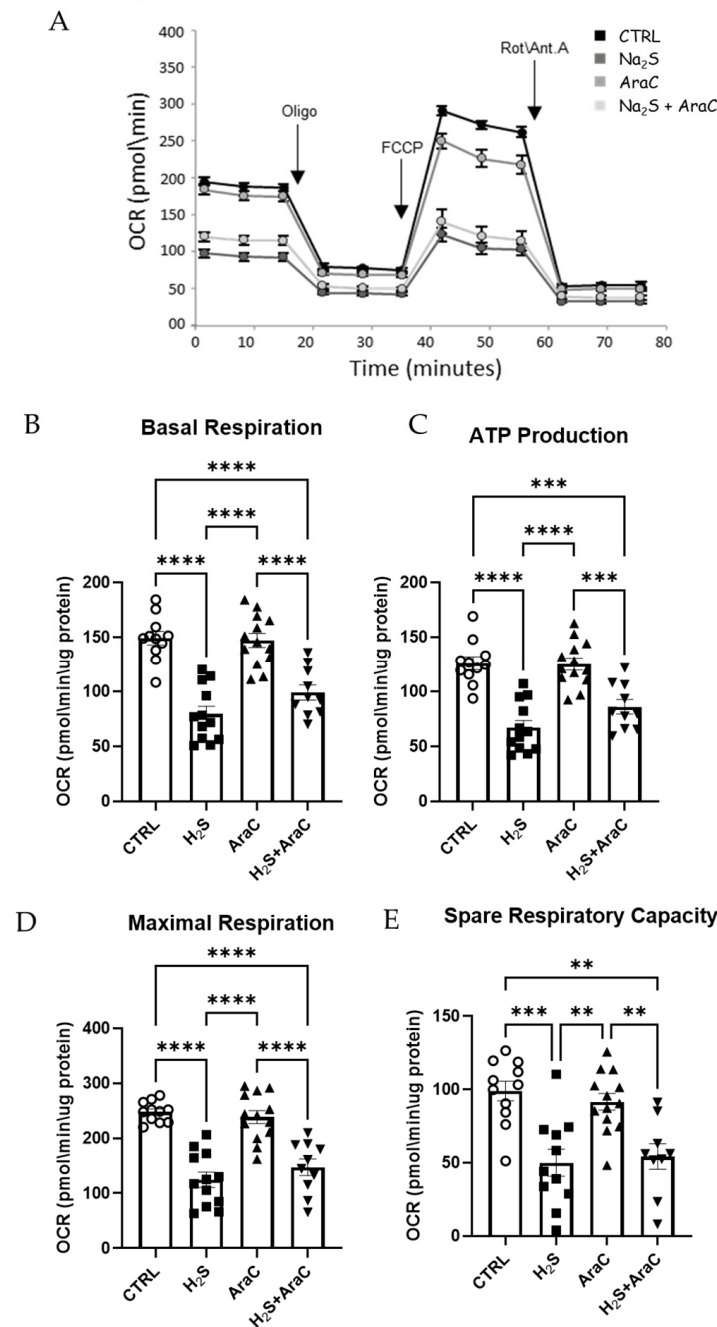 A
CTRL
Na₂S
AraC
Na₂S + AraC
Rot\Ant.A
Oligo
FCCP
OCR (pmol\min)
400
350
300
250
200
150
100
50
00
0
10
20
30
40
50
60
70
80
Time (minutes)
B
Basal Respiration
****
****
****
****
OCR (pmol\min\ug protein)
200
150
100
50
0
CTRL
H₂S
AraC
H₂S+AraC
C
ATP Production
***
****
****
***
OCR (pmol\min\ug protein)
200
150
100
50
0
CTRL
H₂S
AraC
H₂S+AraC
D
Maximal Respiration
****
****
****
****
OCR (pmol\min\ug protein)
400
300
200
100
0
CTRL
H₂S
AraC
H₂S+AraC
E
Spare Respiratory Capacity
**
***
**
**
OCR (pmol\min\ug protein)
150
100
50
0
CTRL
H₂S
AraC
H₂S+AraC